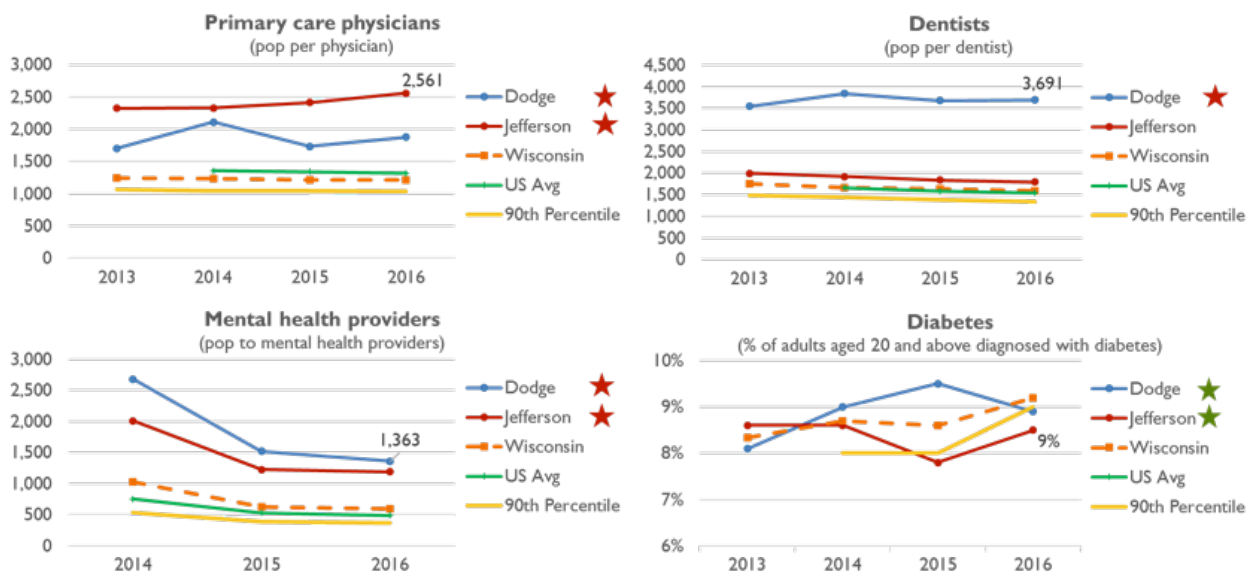 Primary care physicians
(pop per physician)
3,000
2,500
2,000
1,500
1,000
500
0
2,561
2013
2014
2015
2016
Dodge
Jefferson
Wisconsin
US Avg
90th Percentile
Dentists
(pop per dentist)
4,500
4,000
3,500
3,000
2,500
2,000
1,500
1,000
500
0
3,691
2013
2014
2015
2016
Dodge
Jefferson
Wisconsin
US Avg
90th Percentile
Mental health providers
(pop to mental health providers)
3,000
2,500
2,000
1,500
1,000
500
0
1,363
2014
2015
2016
Dodge
Jefferson
Wisconsin
US Avg
90th Percentile
Diabetes
(% of adults aged 20 and above diagnosed with diabetes)
10%
9%
8%
7%
6%
9%
2013
2014
2015
2016
Dodge
Jefferson
Wisconsin
US Avg
90th Percentile